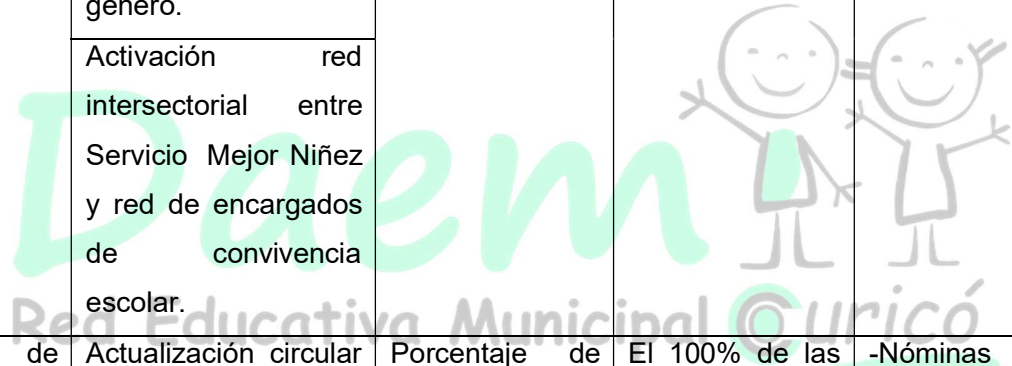 género.
Activación red
intersectorial entre
Servicio Mejor Niñez
y red de encargados
de convivencia
escolar.
Daem
Red Educativa Municipal Curicó
de Actualización circular Porcentaje de El 100% de las -Nóminas